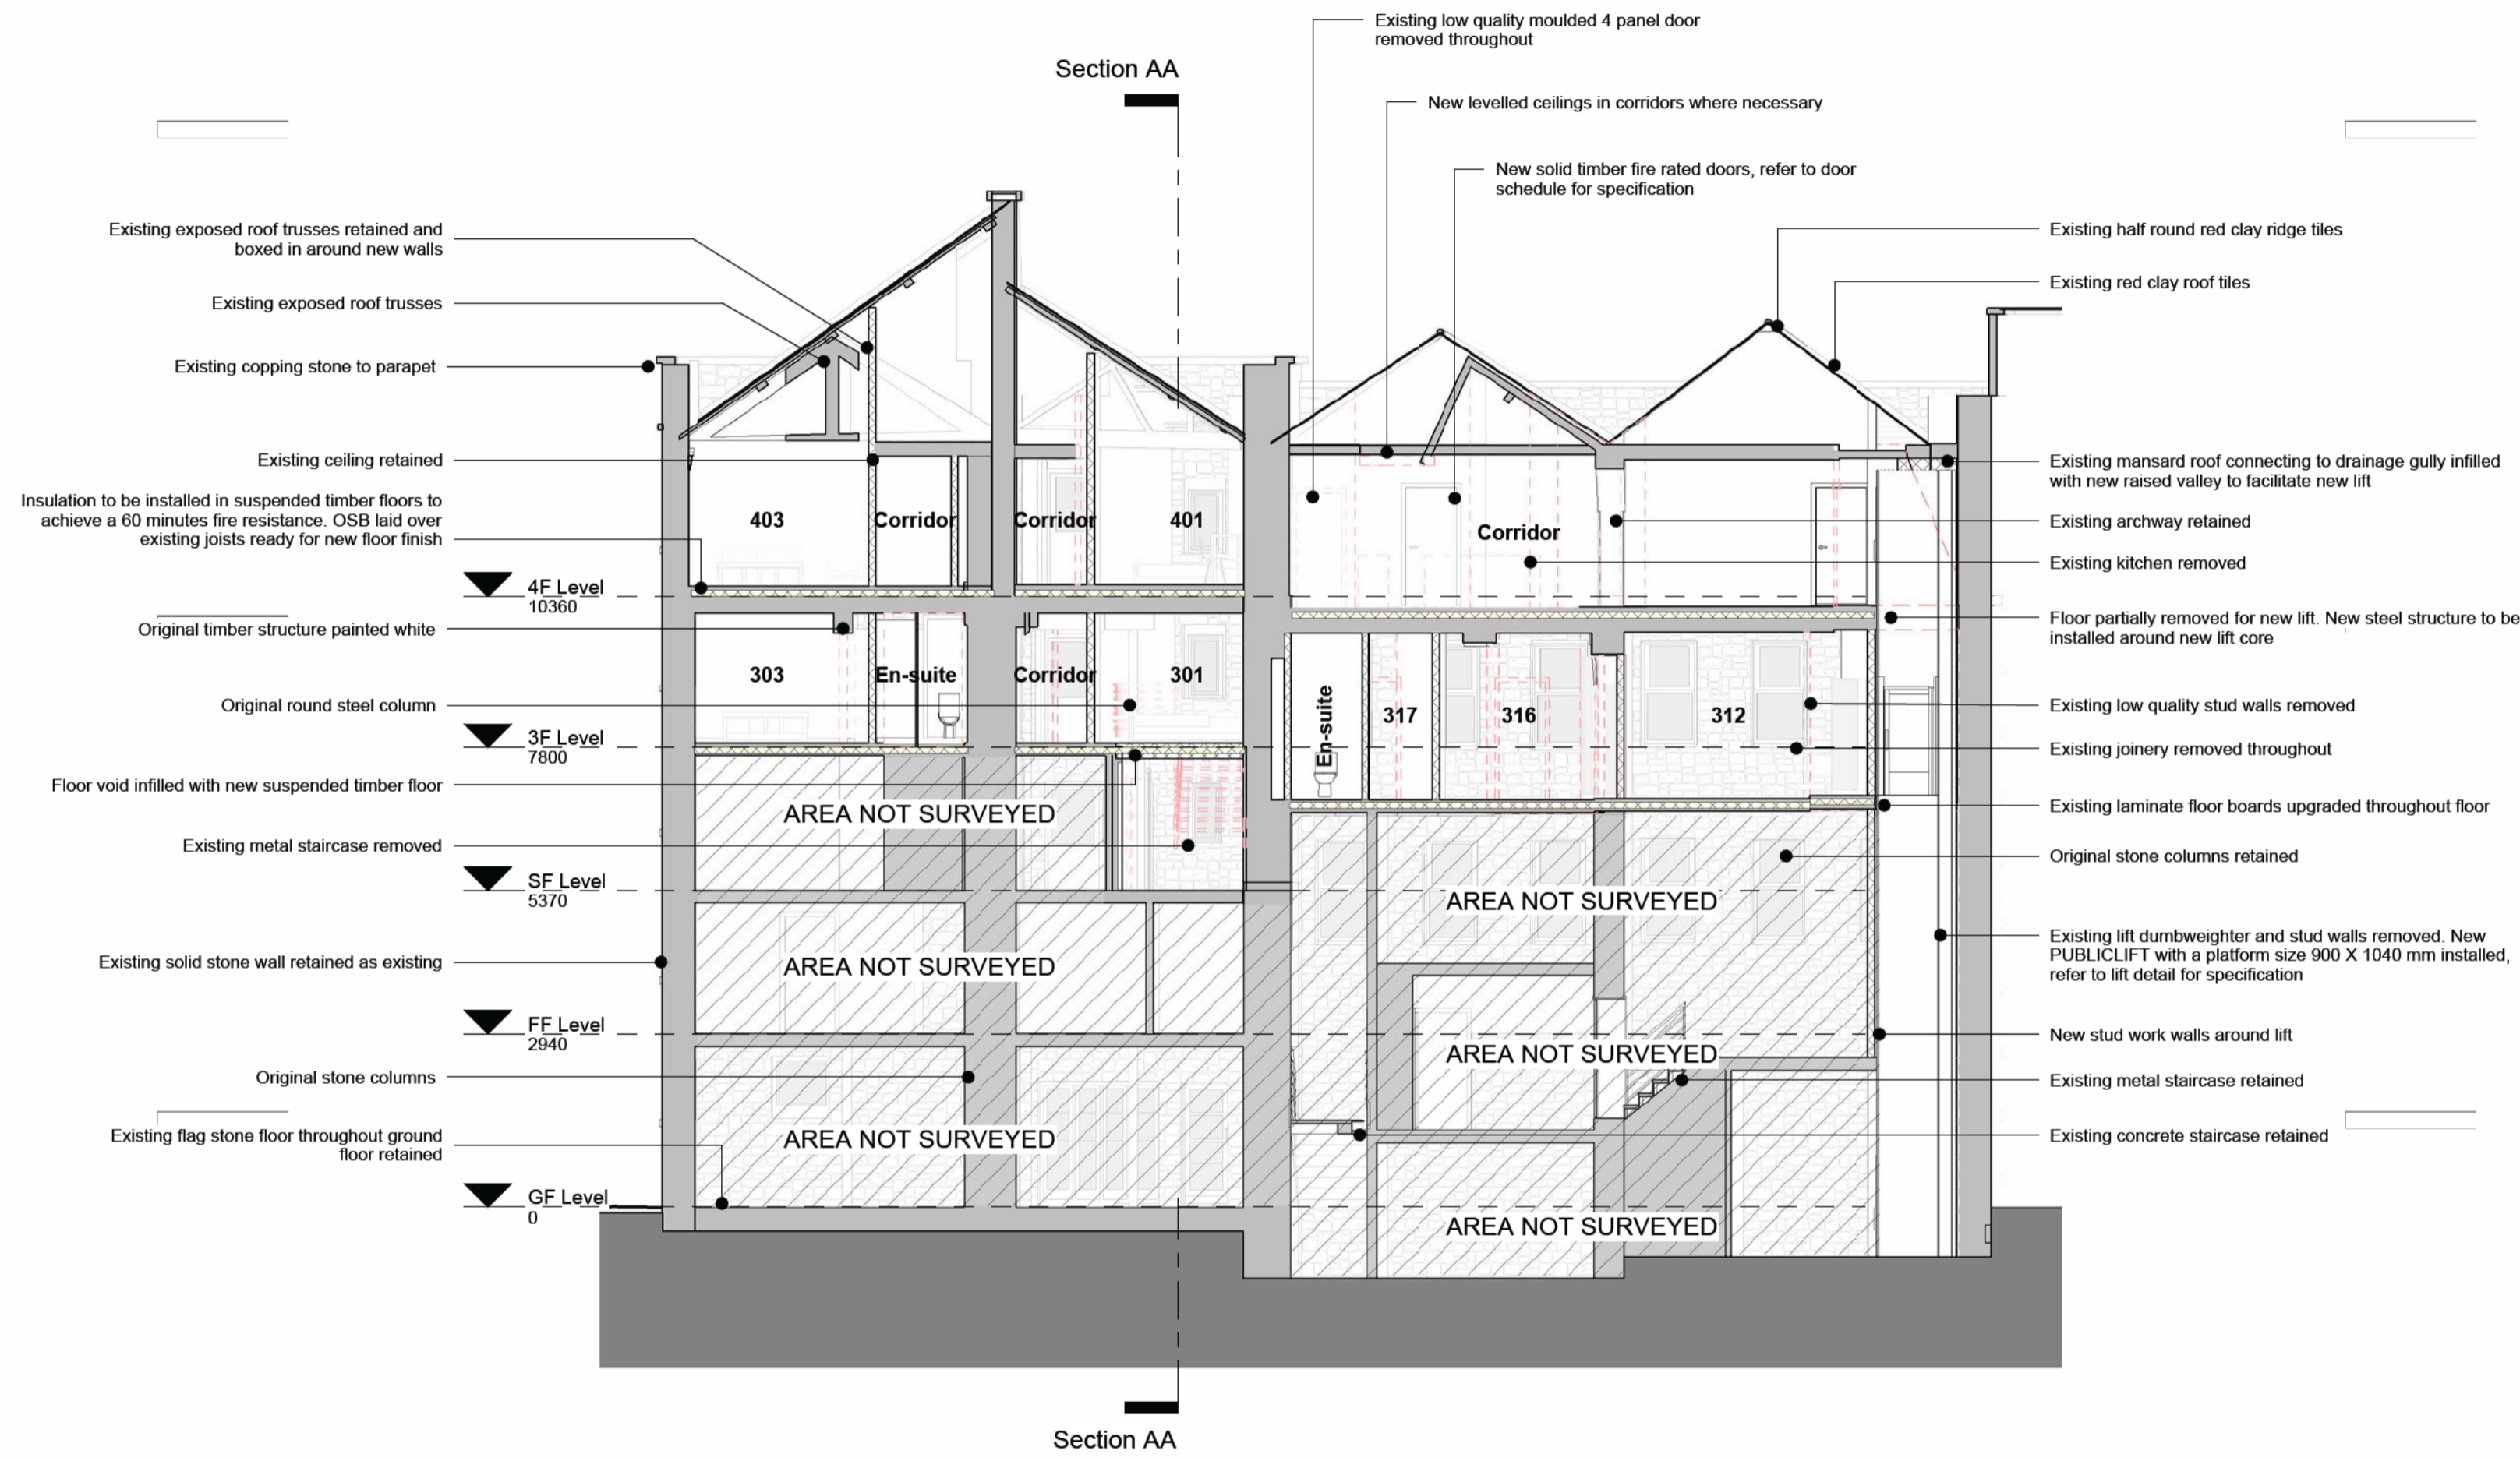 Existing low quality moulded 4 panel door
removed throughout
Section AA
New levelled ceilings in corridors where necessary
New solid timber fire rated doors, refer to door
schedule for specification
Existing exposed roof trusses retained and
boxed in around new walls
Existing exposed roof trusses
Existing copping stone to parapet
Existing ceiling retained
Insulation to be installed in suspended timber floors to
achieve a 60 minutes fire resistance. OSB laid over
existing joists ready for new floor finish
4F Level
10360
Original timber structure painted white
Original round steel column
3F Level
7800
Floor void infilled with new suspended timber floor
Existing metal staircase removed
SF Level
5370
Existing solid stone wall retained as existing
FF Level
2940
Original stone columns
Existing flag stone floor throughout ground
floor retained
GF Level
0
403
Corridor
Corridor
401
Corridor
303
En-suite
Corridor
301
En-suite
317
316
312
AREA NOT SURVEYED
AREA NOT SURVEYED
AREA NOT SURVEYED
AREA NOT SURVEYED
AREA NOT SURVEYED
AREA NOT SURVEYED
Existing half round red clay ridge tiles
Existing red clay roof tiles
Existing mansard roof connecting to drainage gully infilled
with new raised valley to facilitate new lift
Existing archway retained
Existing kitchen removed
Floor partially removed for new lift. New steel structure to be
installed around new lift core
Existing low quality stud walls removed
Existing joinery removed throughout
Existing laminate floor boards upgraded throughout floor
Original stone columns retained
Existing lift dumbweighter and stud walls removed. New
PUBLICLIFT with a platform size 900 X 1040 mm installed,
refer to lift detail for specification
New stud work walls around lift
Existing metal staircase retained
Existing concrete staircase retained
Section AA